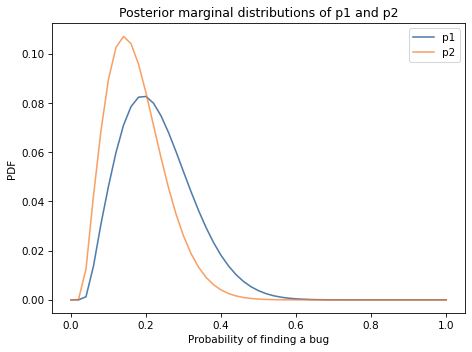 Posterior marginal distributions of p1 and p2
p1
p2
PDF
0.10
0.08
0.06
0.04
0.02
0.00
0.0 0.2 0.4 0.6 0.8 1.0
Probability of finding a bug